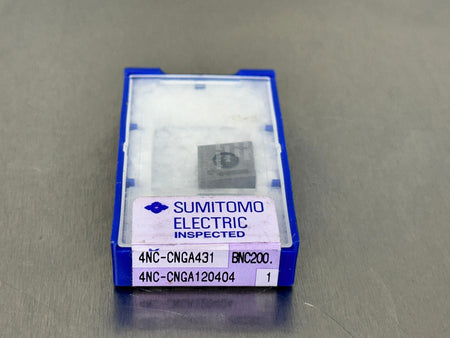 SUMITOMO
ELECTRIC
INSPECTED
4NC-CNGA431 BNC200.
4NC-CNGA120404 1